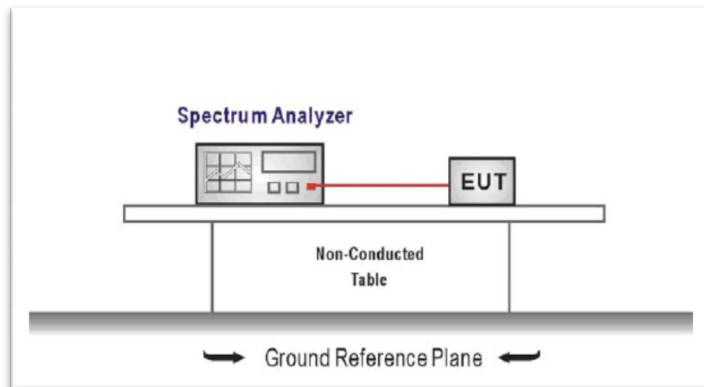 Spectrum Analyzer
EUT
Non-Conducted
Table
Ground Reference Plane